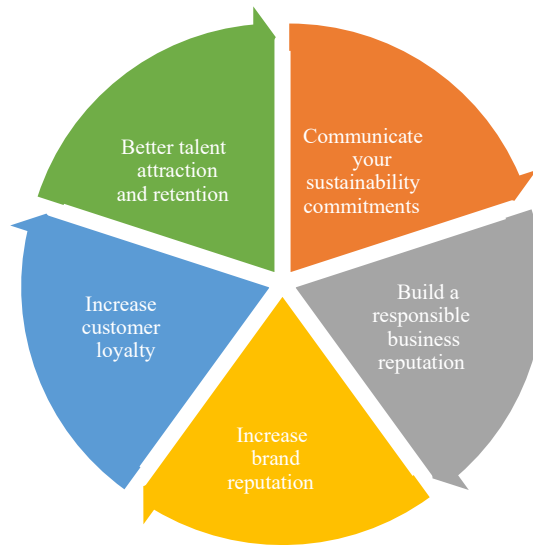 Communicate
your
sustainability
commitments
Build a
responsible
business
reputation
Increase
brand
reputation
Increase
customer
loyalty
Better talent
attraction
and retention